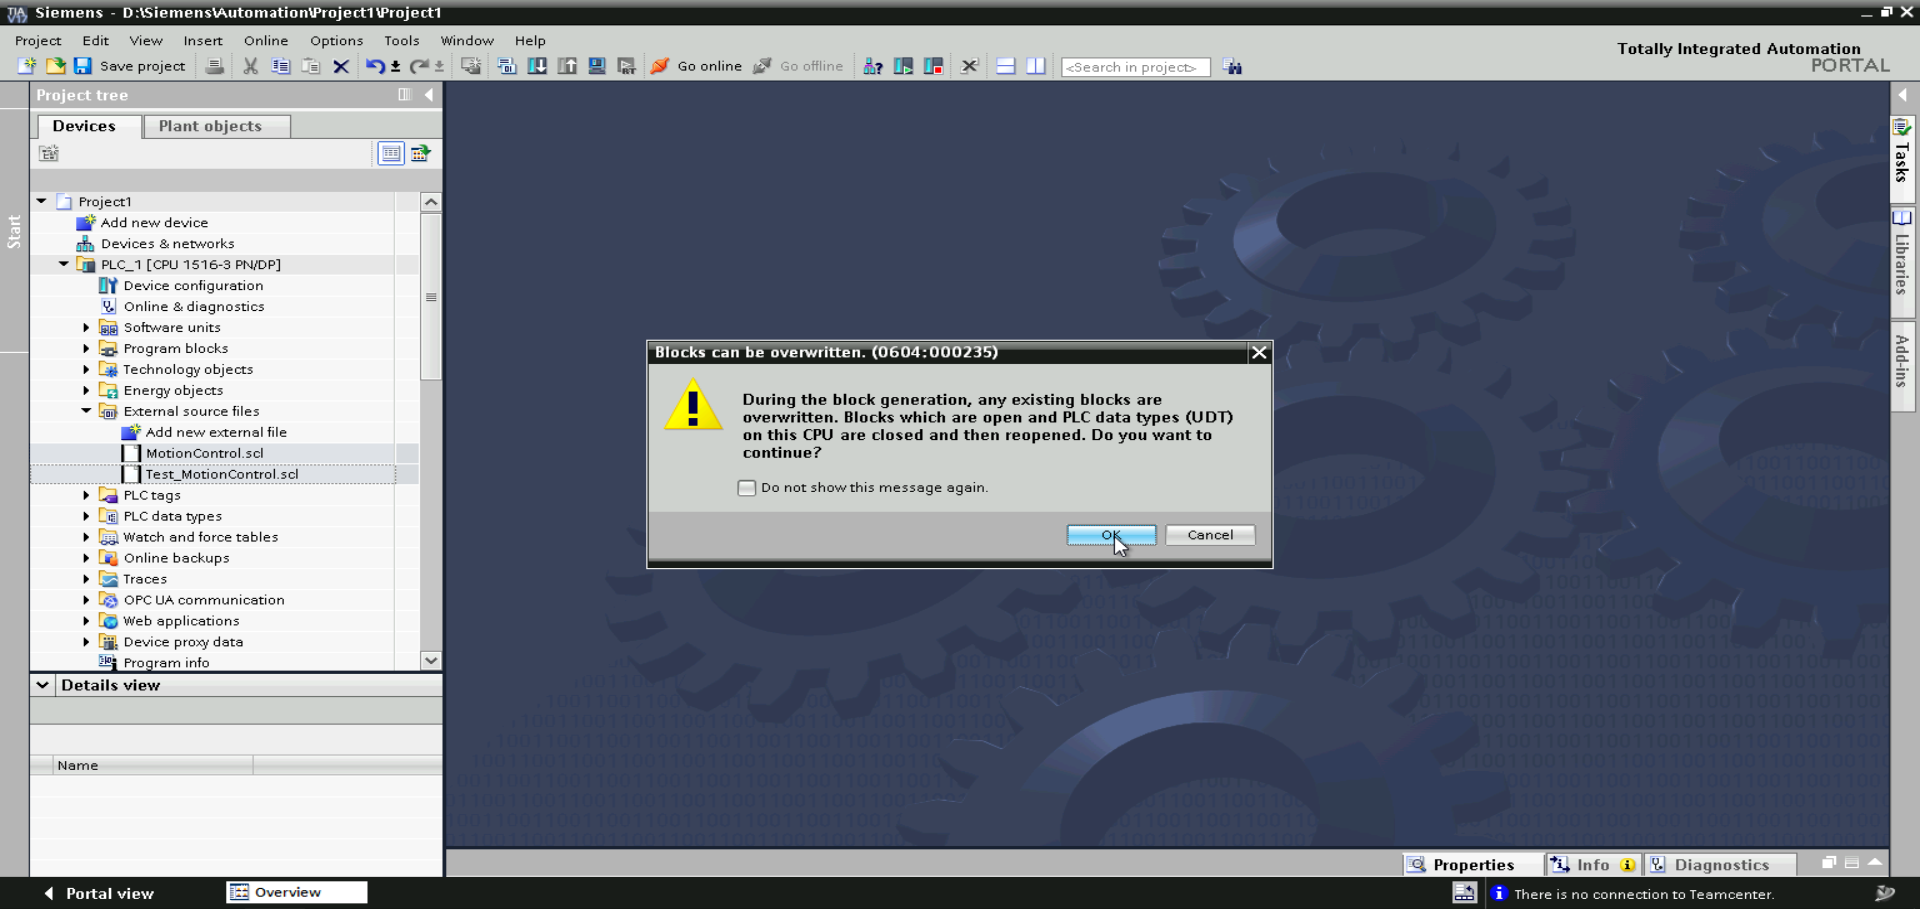 Siemens - D:\Siemens\Automation\Project1\Project1
Project Edit View Insert Online Options Tools Window Help
Totally Integrated Automation
PORTAL
Save project Go online Go offline <Search in project>
Project tree
Devices Plant objects
Start
Project1
Add new device
Devices & networks
PLC_1 [CPU 1516-3 PN/DP]
Device configuration
Online & diagnostics
Software units
Program blocks
Technology objects
Energy objects
External source files
Add new external file
MotionControl.scl
Test_MotionControl.scl
PLC tags
PLC data types
Watch and force tables
Online backups
Traces
OPC UA communication
Web applications
Device proxy data
Program info
Details view
Name
Blocks can be overwritten. (0604:000235)
During the block generation, any existing blocks are
overwritten. Blocks which are open and PLC data types (UDT)
on this CPU are closed and then reopened. Do you want to
continue?
Do not show this message again.
OK Cancel
Tasks
Libraries
Add-ins
Properties Info Diagnostics
Portal view Overview There is no connection to Teamcenter.